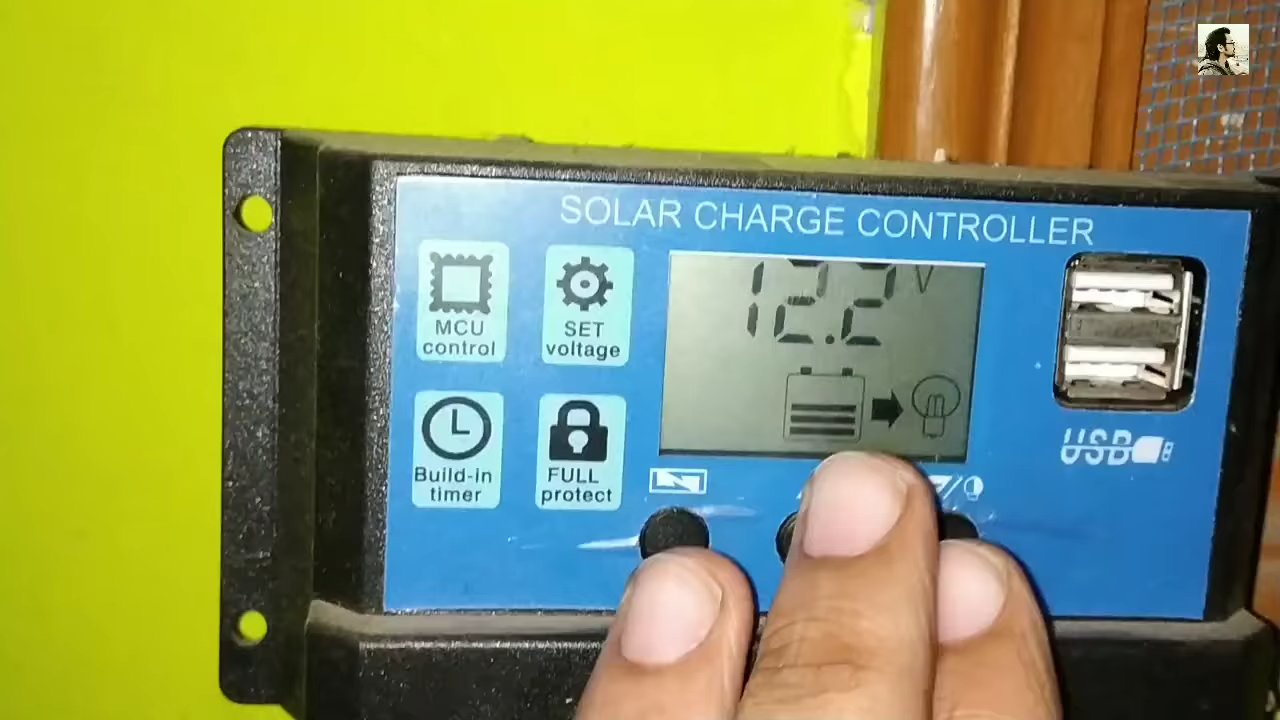 SOLAR CHARGE CONTROLLER
MCU
control
SET
voltage
12.2 V
Build-in
timer
FULL
protect
USB